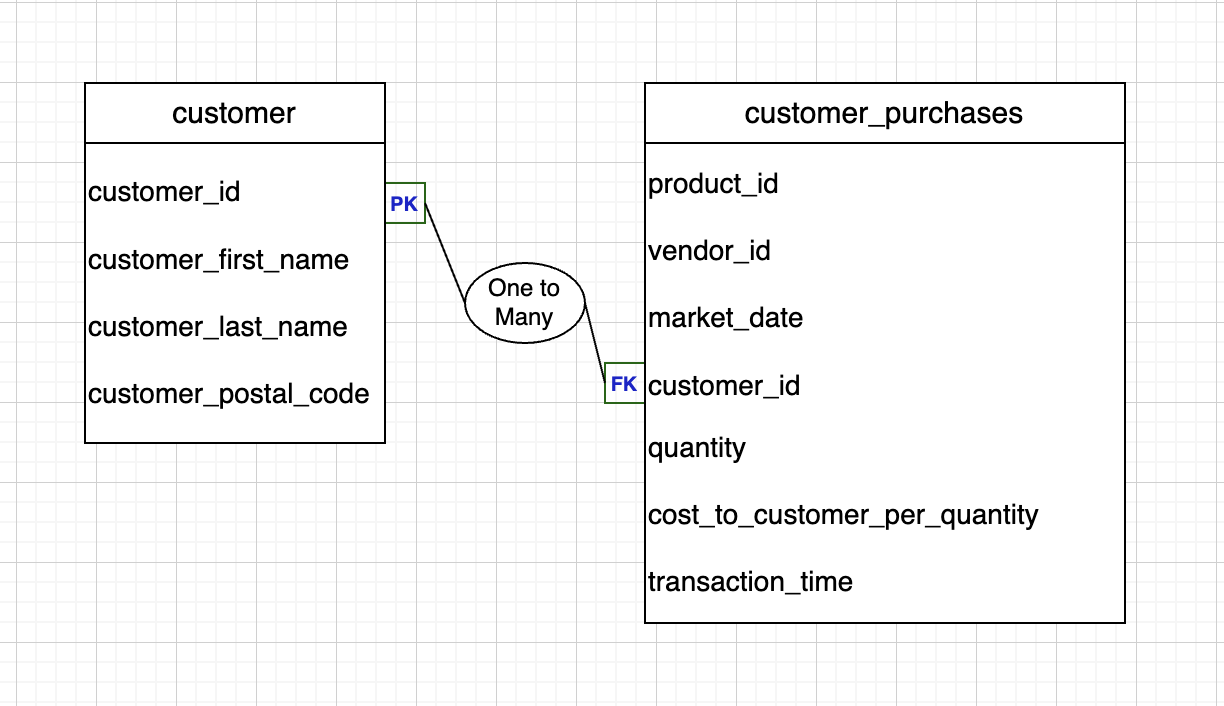 customer
customer_id
customer_first_name
customer_last_name
customer_postal_code
PK
One to
Many
FK
customer_purchases
product_id
vendor_id
market_date
customer_id
quantity
cost_to_customer_per_quantity
transaction_time